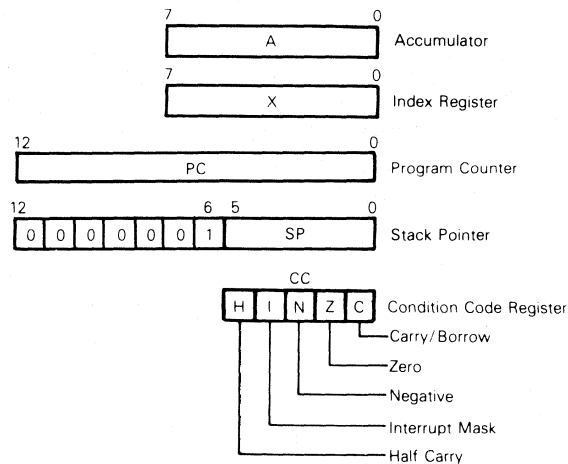 7 0
A Accumulator
7 0
X Index Register
12 0
PC Program Counter
12 6 5 0
0 0 0 0 0 0 1 SP Stack Pointer
CC
H I N Z C Condition Code Register
Carry/Borrow
Zero
Negative
Interrupt Mask
Half Carry